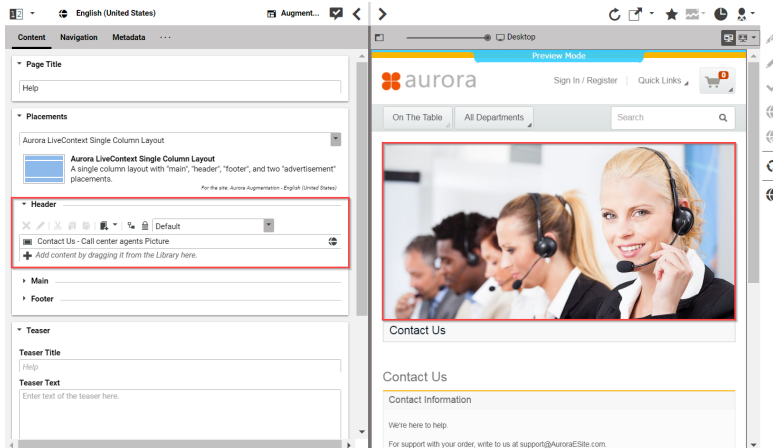 English (United States)
Augment...
Content Navigation Metadata ...
Page Title
Help
Placements
Aurora LiveContext Single Column Layout
Aurora LiveContext Single Column Layout
A single column layout with "main", "header", "footer", and two "advertisement"
placements.
For the site: Aurora Augmentation - English (United States)
Header
Default
Contact Us - Call center agents Picture
Add content by dragging it from the Library here.
Main
Footer
Teaser
Teaser Title
Help
Teaser Text
Enter text of the teaser here.
Desktop
Preview Mode
aurora
Sign In / Register
Quick Links
0
On The Table
All Departments
Search
Contact Us
Contact Us
Contact Information
We're here to help.
For support with your order, write to us at support@AuroraESite.com.